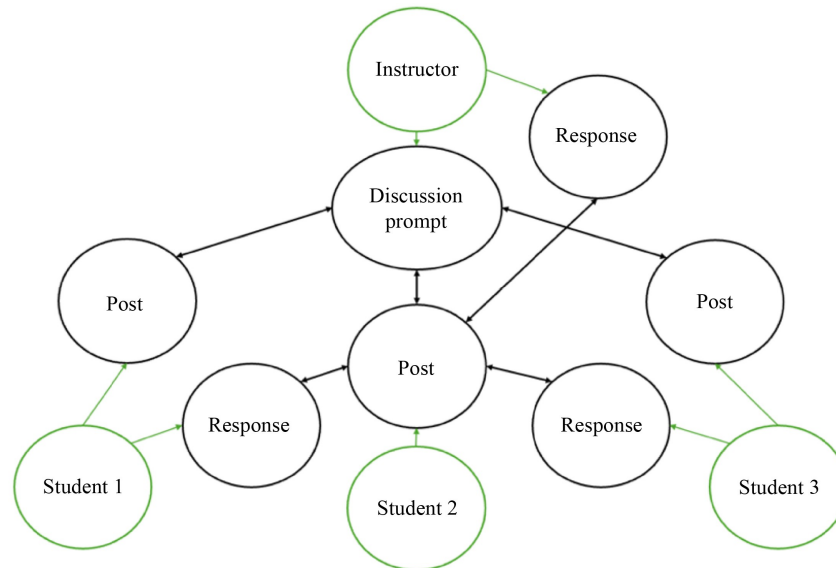 Instructor
Response
Discussion
prompt
Post
Post
Post
Response
Response
Student 1
Student 2
Student 3